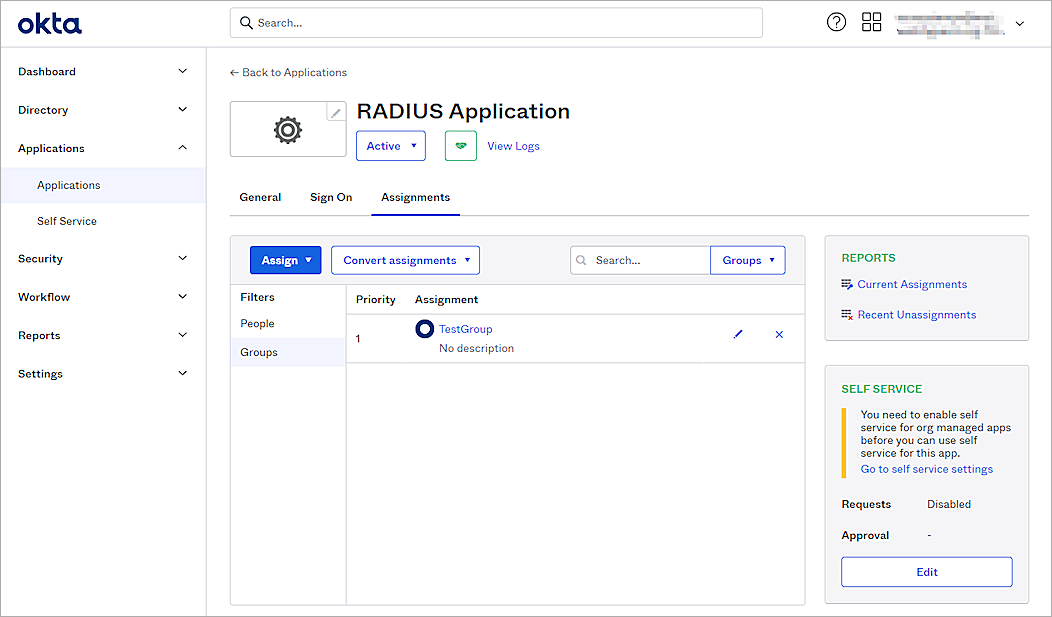 okta
Search...
Dashboard
Directory
Applications
Applications
Self Service
Security
Workflow
Reports
Settings
← Back to Applications
RADIUS Application
Active
View Logs
General Sign On Assignments
Assign Convert assignments Search... Groups
Filters
People
Groups
Priority Assignment
1 TestGroup
No description
REPORTS
Current Assignments
Recent Unassignments
SELF SERVICE
You need to enable self
service for org managed apps
before you can use self
service for this app.
Go to self service settings
Requests Disabled
Approval -
Edit